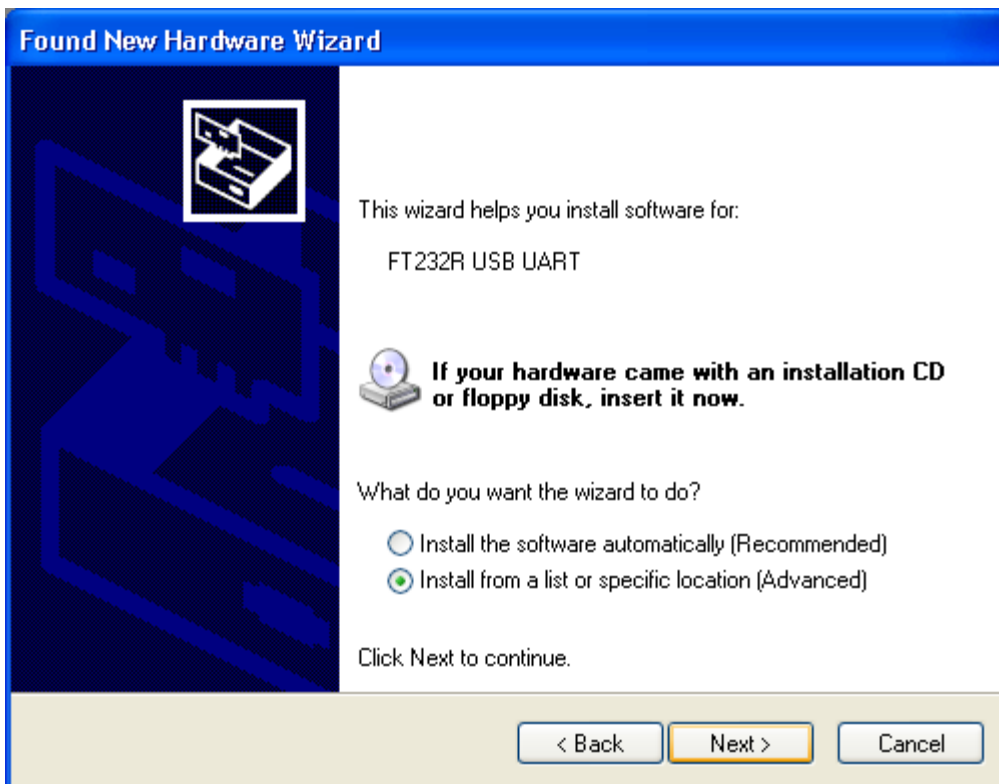 Found New Hardware Wizard
This wizard helps you install software for:
FT232R USB UART
If your hardware came with an installation CD
or floppy disk, insert it now.
What do you want the wizard to do?
Install the software automatically (Recommended)
Install from a list or specific location (Advanced)
Click Next to continue.
< Back Next > Cancel